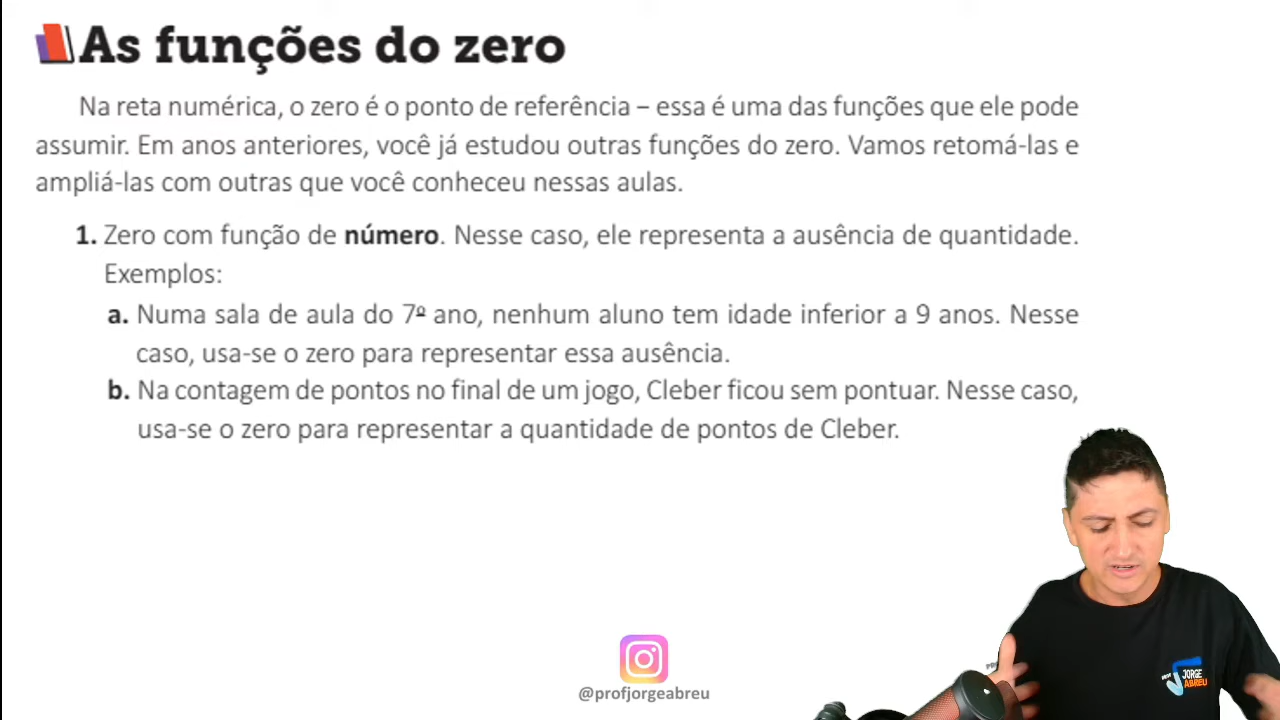 As funções do zero
Na reta numérica, o zero é o ponto de referência – essa é uma das funções que ele pode
assumir. Em anos anteriores, você já estudou outras funções do zero. Vamos retomá-las e
ampliá-las com outras que você conheceu nessas aulas.
1. Zero com função de número. Nesse caso, ele representa a ausência de quantidade.
Exemplos:
a. Numa sala de aula do 7º ano, nenhum aluno tem idade inferior a 9 anos. Nesse
caso, usa-se o zero para representar essa ausência.
b. Na contagem de pontos no final de um jogo, Cleber ficou sem pontuar. Nesse caso,
usa-se o zero para representar a quantidade de pontos de Cleber.
JORGE
ABREU
@profjorgeabreu